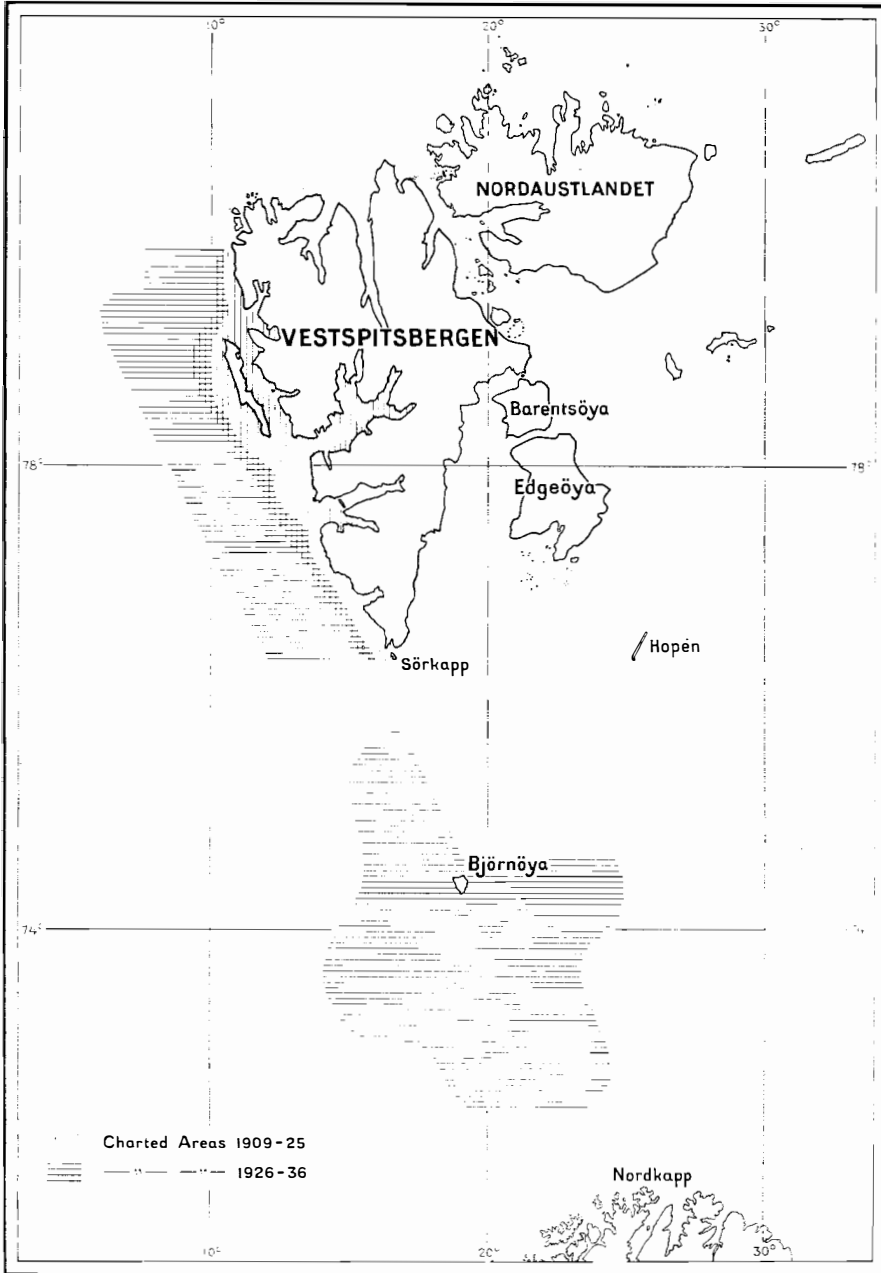 10° 20° 30°
NORDAUSTLANDET
VESTSPITSBERGEN
Barentsöya
78° 78°
Edgeöya
Hopen
Sörkapp
Björnöya
74° 74°
Charted Areas 1909-25
—"— —"— 1926-36
Nordkapp
10° 20° 30°